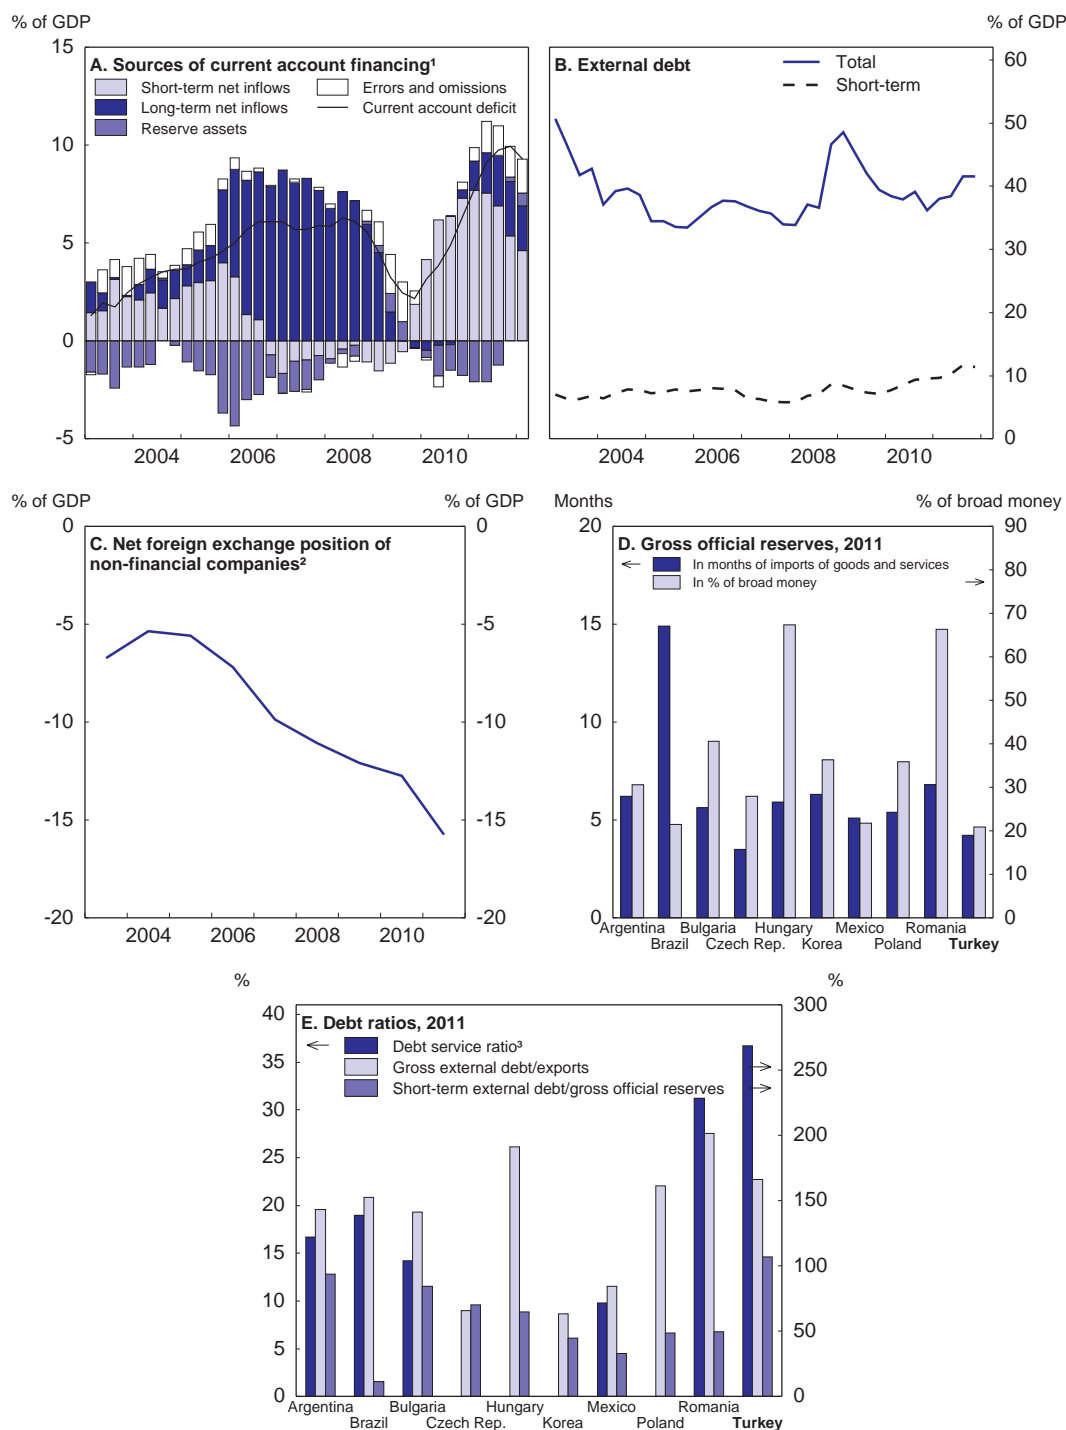 % of GDP
% of GDP
A. Sources of current account financing¹
Short-term net inflows
Errors and omissions
Long-term net inflows
Current account deficit
Reserve assets
15
10
5
0
-5
2004
2006
2008
2010
B. External debt
Total
Short-term
60
50
40
30
20
10
0
2004
2006
2008
2010
% of GDP
% of GDP
C. Net foreign exchange position of
non-financial companies²
-0
-5
-10
-15
-20
0
-5
-10
-15
-20
2004
2006
2008
2010
Months
% of broad money
D. Gross official reserves, 2011
In months of imports of goods and services
In % of broad money
20
15
10
5
0
90
80
70
60
50
40
30
20
10
0
Argentina
Brazil
Bulgaria
Czech Rep.
Hungary
Korea
Mexico
Poland
Romania
Turkey
%
%
E. Debt ratios, 2011
Debt service ratio³
Gross external debt/exports
Short-term external debt/gross official reserves
40
35
30
25
20
15
10
5
0
300
250
200
150
100
50
0
Argentina
Brazil
Bulgaria
Czech Rep.
Hungary
Korea
Mexico
Poland
Romania
Turkey